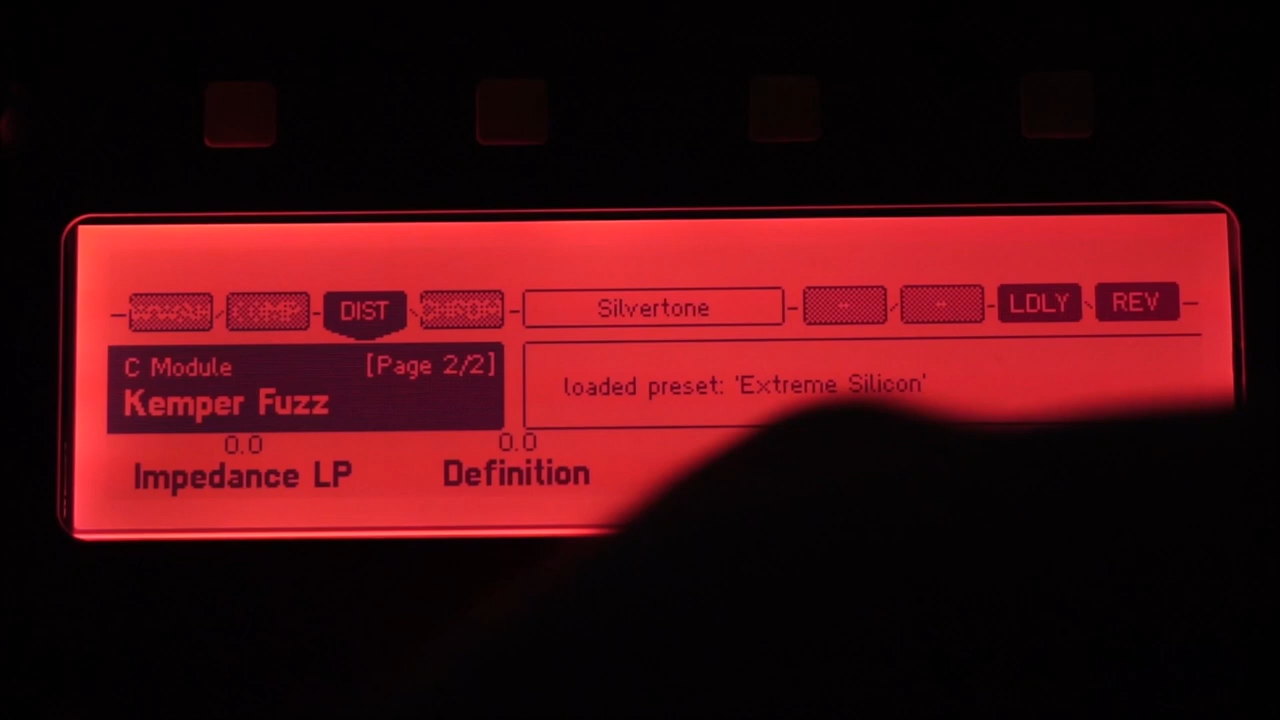 DIST
Silvertone
LDLY
REV
C Module [Page 2/2]
Kemper Fuzz
loaded preset: 'Extreme Silicon'
0.0 0.0
Impedance LP Definition